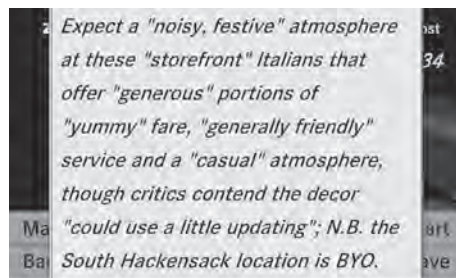 Expect a "noisy, festive" atmosphere
at these "storefront" Italians that
offer "generous" portions of
"yummy" fare, "generally friendly"
service and a "casual" atmosphere,
though critics contend the decor
"could use a little updating"; N.B. the
South Hackensack location is BYO.
34